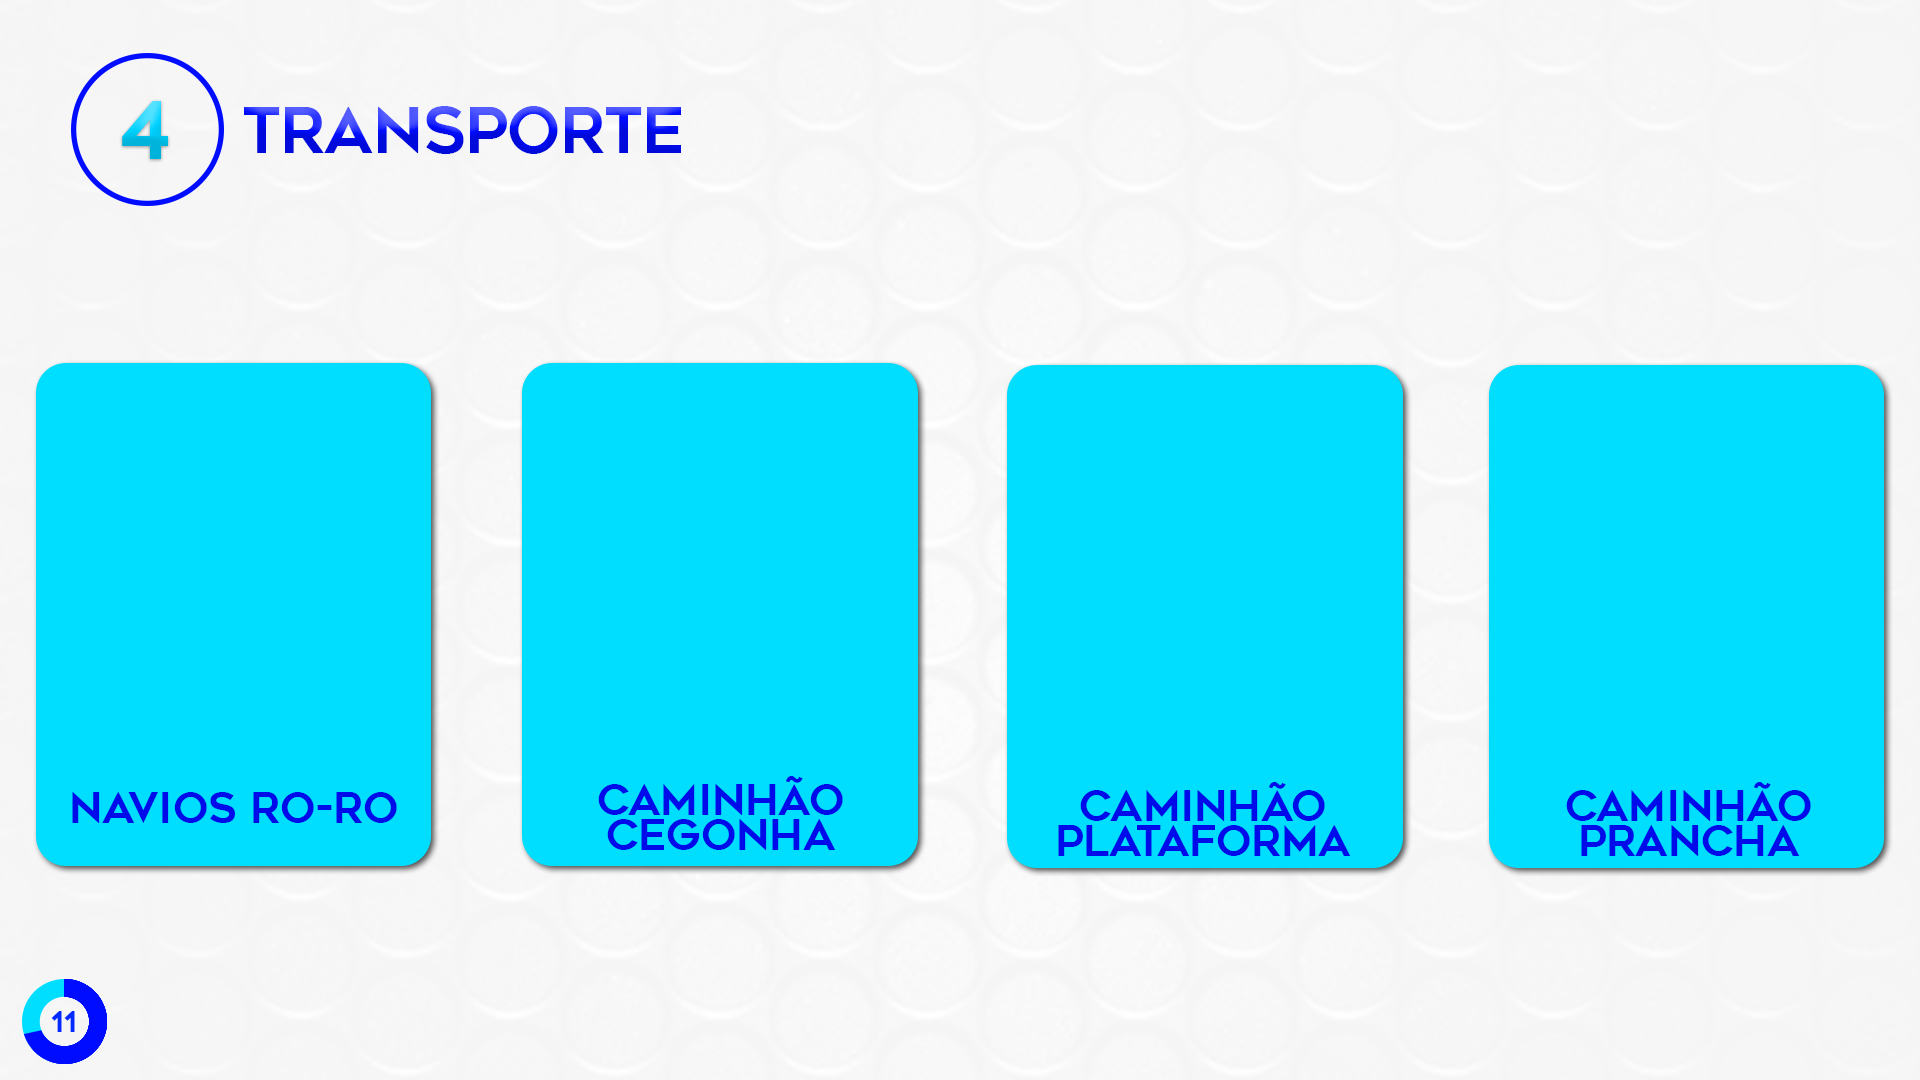 4
TRANSPORTE
NAVIOS RO-RO
CAMINHÃO
CEGONHA
CAMINHÃO
PLATAFORMA
CAMINHÃO
PRANCHA
11